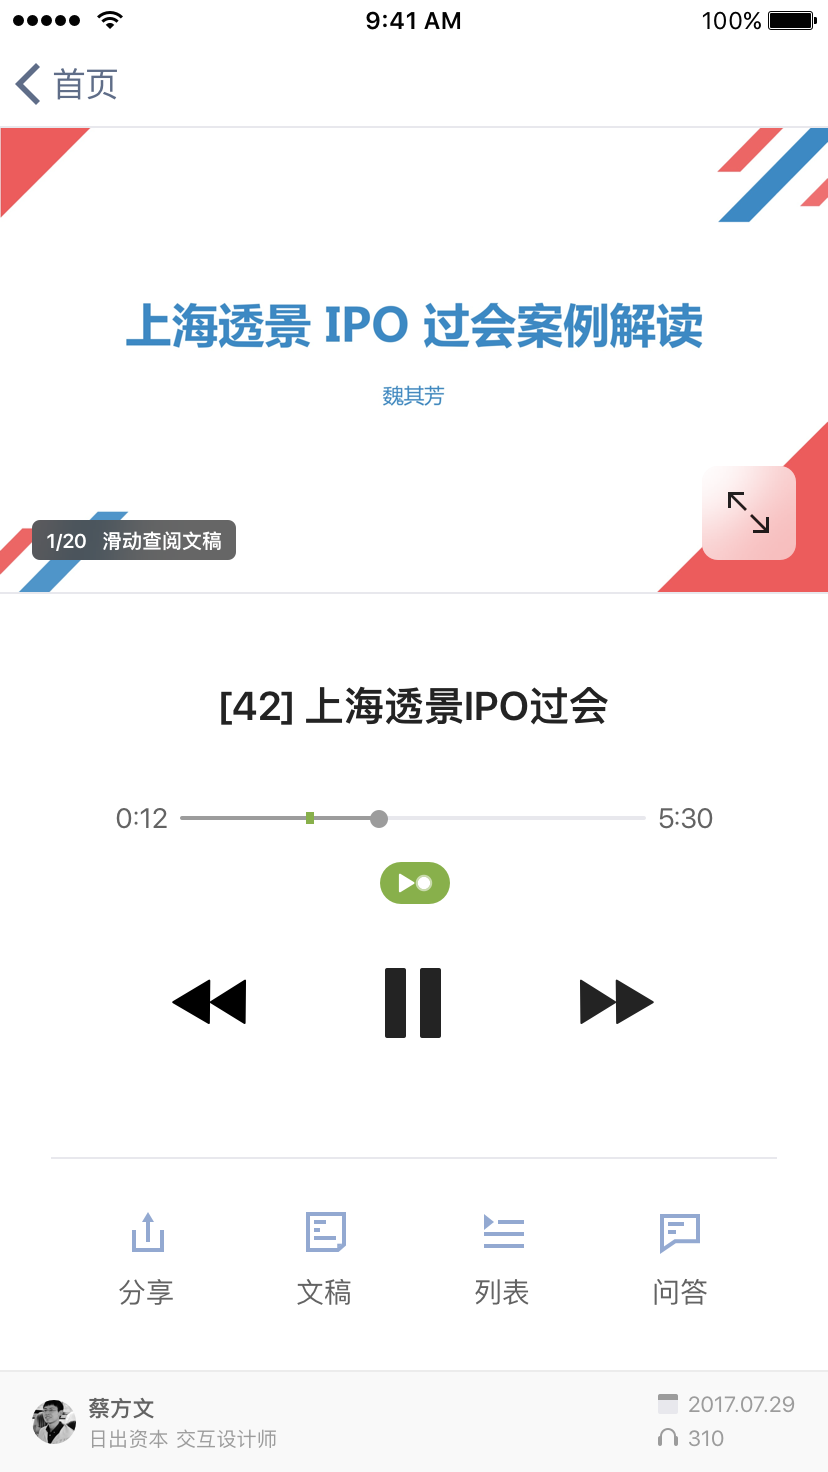 9:41 AM 100%
首页
上海透景 IPO 过会案例解读
魏其芳
1/20 滑动查阅文稿
[42] 上海透景IPO过会
0:12 5:30
分享 文稿 列表 问答
蔡方文 2017.07.29
日出资本 交互设计师 310